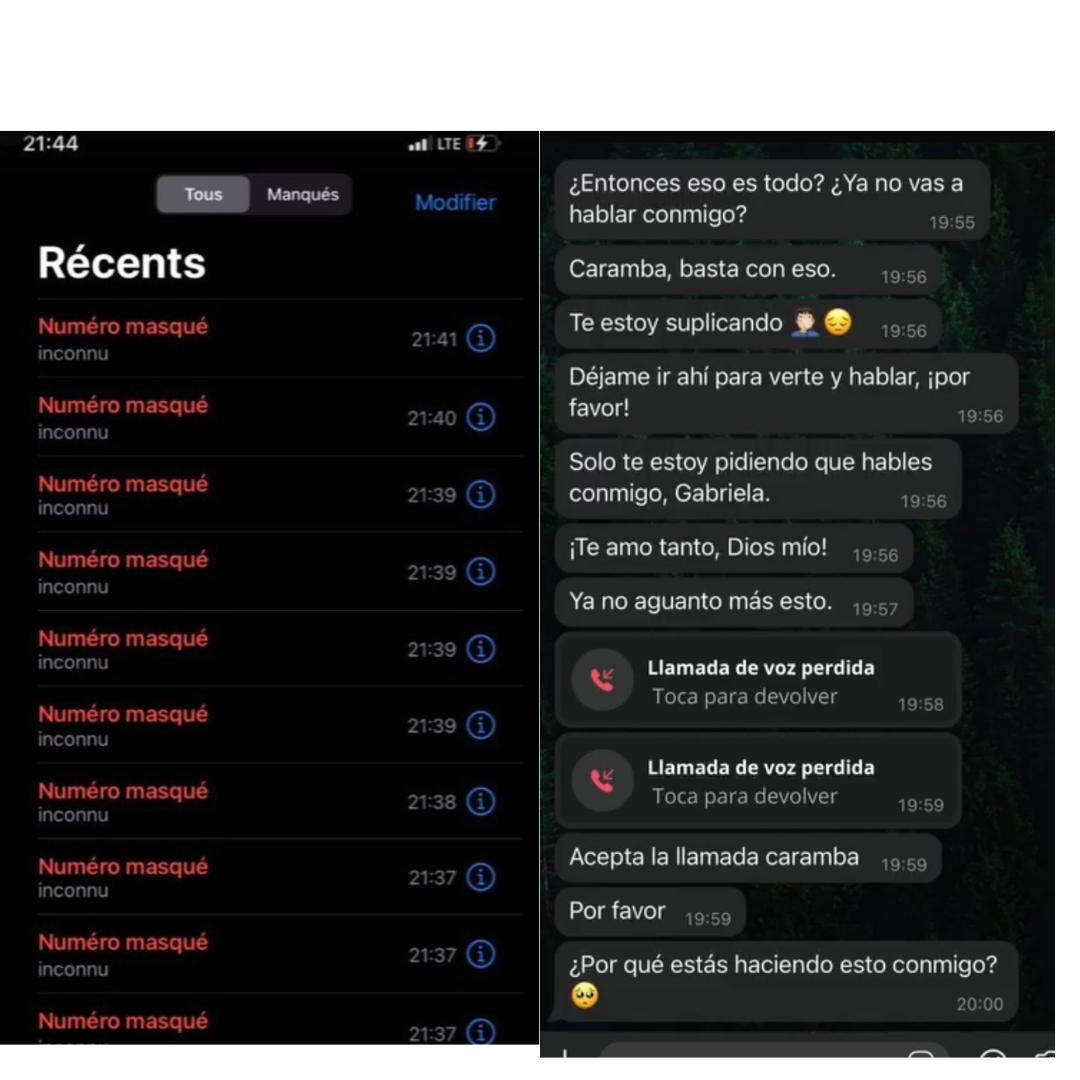 21:44
LTE
Tous
Manqués
Modifier
Récents
Numéro masqué
inconnu
21:41
Numéro masqué
inconnu
21:40
Numéro masqué
inconnu
21:39
Numéro masqué
inconnu
21:39
Numéro masqué
inconnu
21:39
Numéro masqué
inconnu
21:39
Numéro masqué
inconnu
21:38
Numéro masqué
inconnu
21:37
Numéro masqué
inconnu
21:37
Numéro masqué
21:37
¿Entonces eso es todo? ¿Ya no vas a
hablar conmigo?
19:55
Caramba, basta con eso.
19:56
Te estoy suplicando 🤦🏻‍♂️😔
19:56
Déjame ir ahí para verte y hablar, ¡por
favor!
19:56
Solo te estoy pidiendo que hables
conmigo, Gabriela.
19:56
¡Te amo tanto, Dios mío!
19:56
Ya no aguanto más esto.
19:57
Llamada de voz perdida
Toca para devolver
19:58
Llamada de voz perdida
Toca para devolver
19:59
Acepta la llamada caramba
19:59
Por favor
19:59
¿Por qué estás haciendo esto conmigo?
🥺
20:00